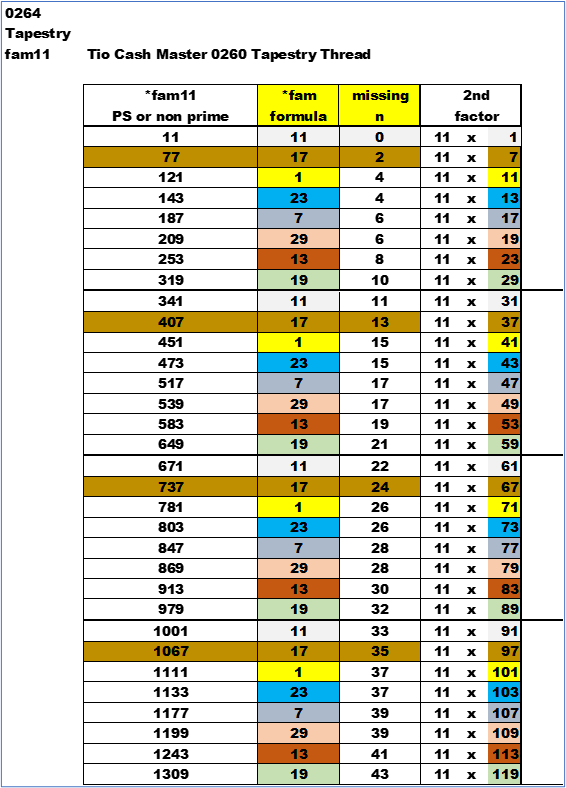 0264
Tapestry
fam11 Tio Cash Master 0260 Tapestry Thread
*fam11 *fam missing 2nd
PS or non prime formula n factor
11 11 0 11 x 1
77 17 2 11 x 7
121 1 4 11 x 11
143 23 4 11 x 13
187 7 6 11 x 17
209 29 6 11 x 19
253 13 8 11 x 23
319 19 10 11 x 29
341 11 11 11 x 31
407 17 13 11 x 37
451 1 15 11 x 41
473 23 15 11 x 43
517 7 17 11 x 47
539 29 17 11 x 49
583 13 19 11 x 53
649 19 21 11 x 59
671 11 22 11 x 61
737 17 24 11 x 67
781 1 26 11 x 71
803 23 26 11 x 73
847 7 28 11 x 77
869 29 28 11 x 79
913 13 30 11 x 83
979 19 32 11 x 89
1001 11 33 11 x 91
1067 17 35 11 x 97
1111 1 37 11 x 101
1133 23 37 11 x 103
1177 7 39 11 x 107
1199 29 39 11 x 109
1243 13 41 11 x 113
1309 19 43 11 x 119